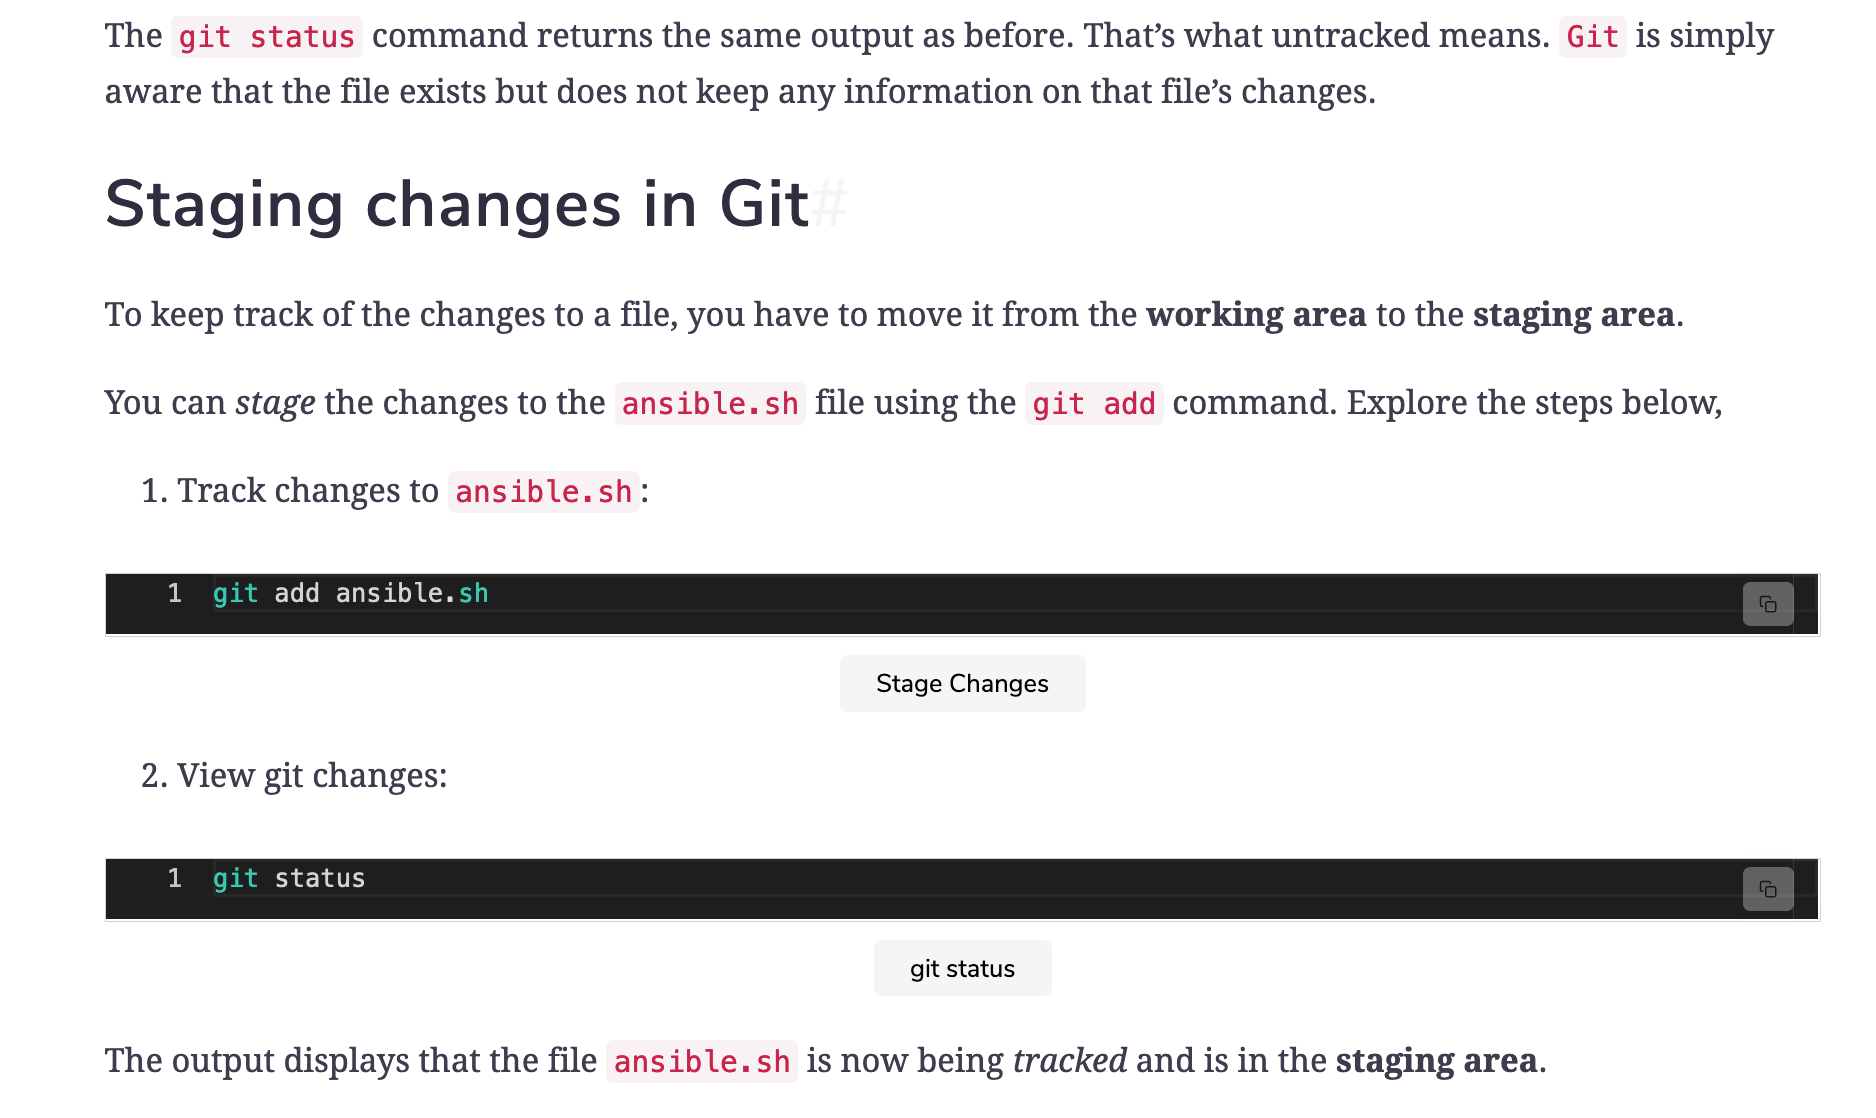 The git status command returns the same output as before. That’s what untracked means. Git is simply
aware that the file exists but does not keep any information on that file’s changes.
Staging changes in Git#
To keep track of the changes to a file, you have to move it from the working area to the staging area.
You can stage the changes to the ansible.sh file using the git add command. Explore the steps below,
1. Track changes to ansible.sh:
1 git add ansible.sh
Stage Changes
2. View git changes:
1 git status
git status
The output displays that the file ansible.sh is now being tracked and is in the staging area.